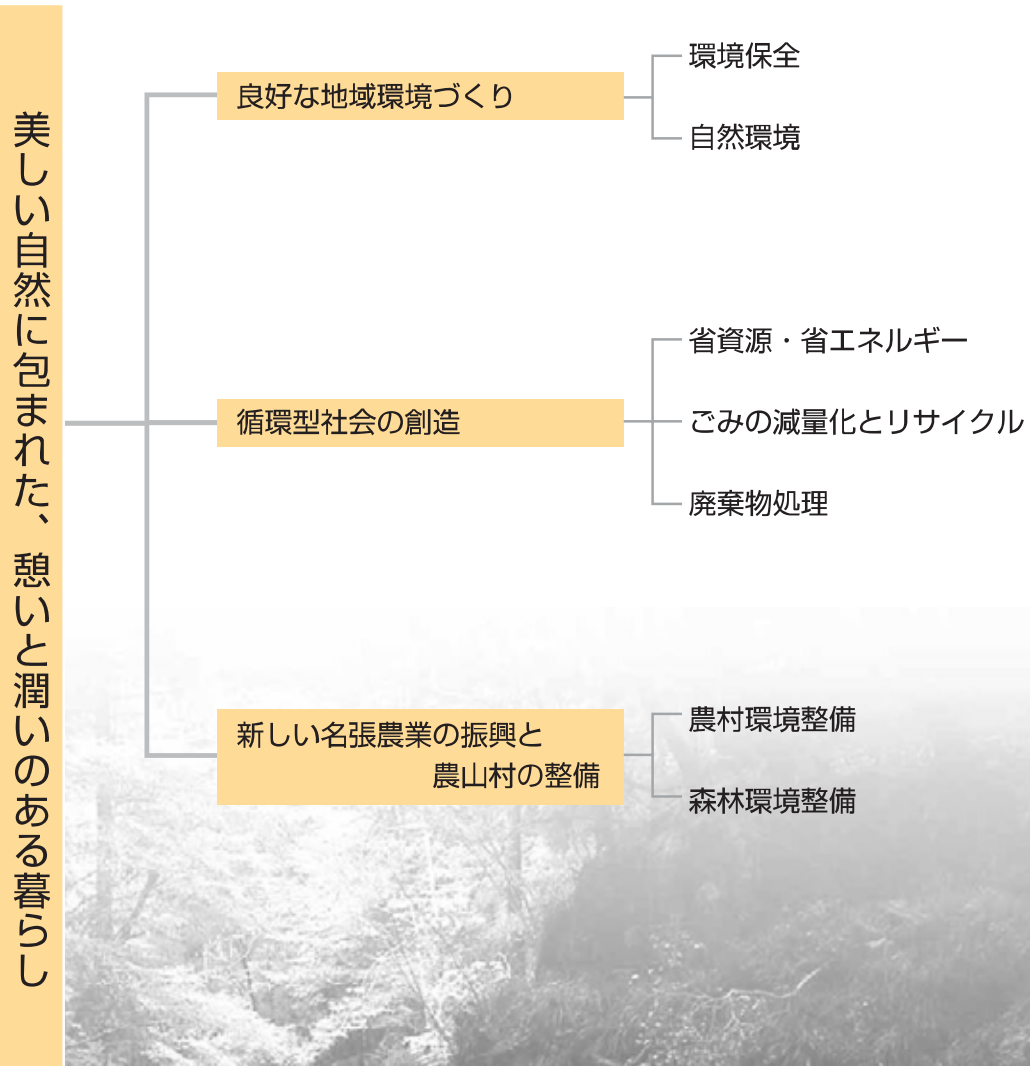 美しい自然に包まれた、憩いと潤いのある暮らし
良好な地域環境づくり
環境保全
自然環境
循環型社会の創造
省資源・省エネルギー
ごみの減量化とリサイクル
廃棄物処理
新しい名張農業の振興と
農山村の整備
農村環境整備
森林環境整備